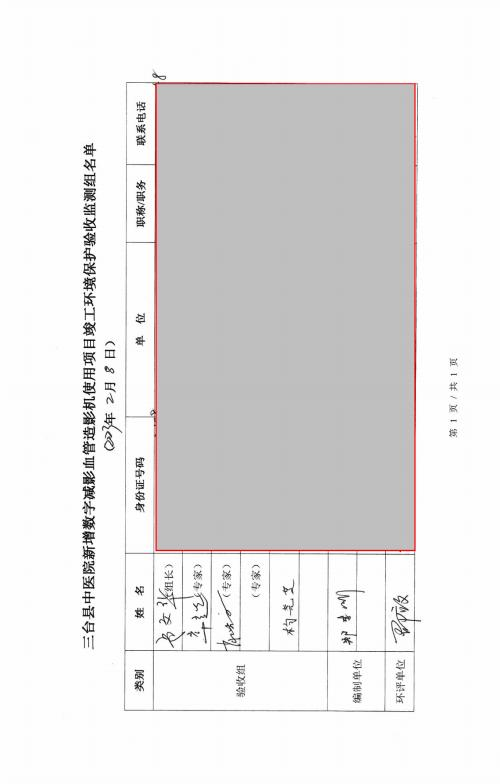 三台县中医院新增数字减影血管造影机使用项目竣工环境保护验收监测组名单
(2023年2月8日)
类别 姓 名 身份证号码 单 位 职称/职务 联系电话
验收组
(组长)
(专家)
(专家)
(专家)
编制单位
环评单位
第 1 页 / 共 1 页